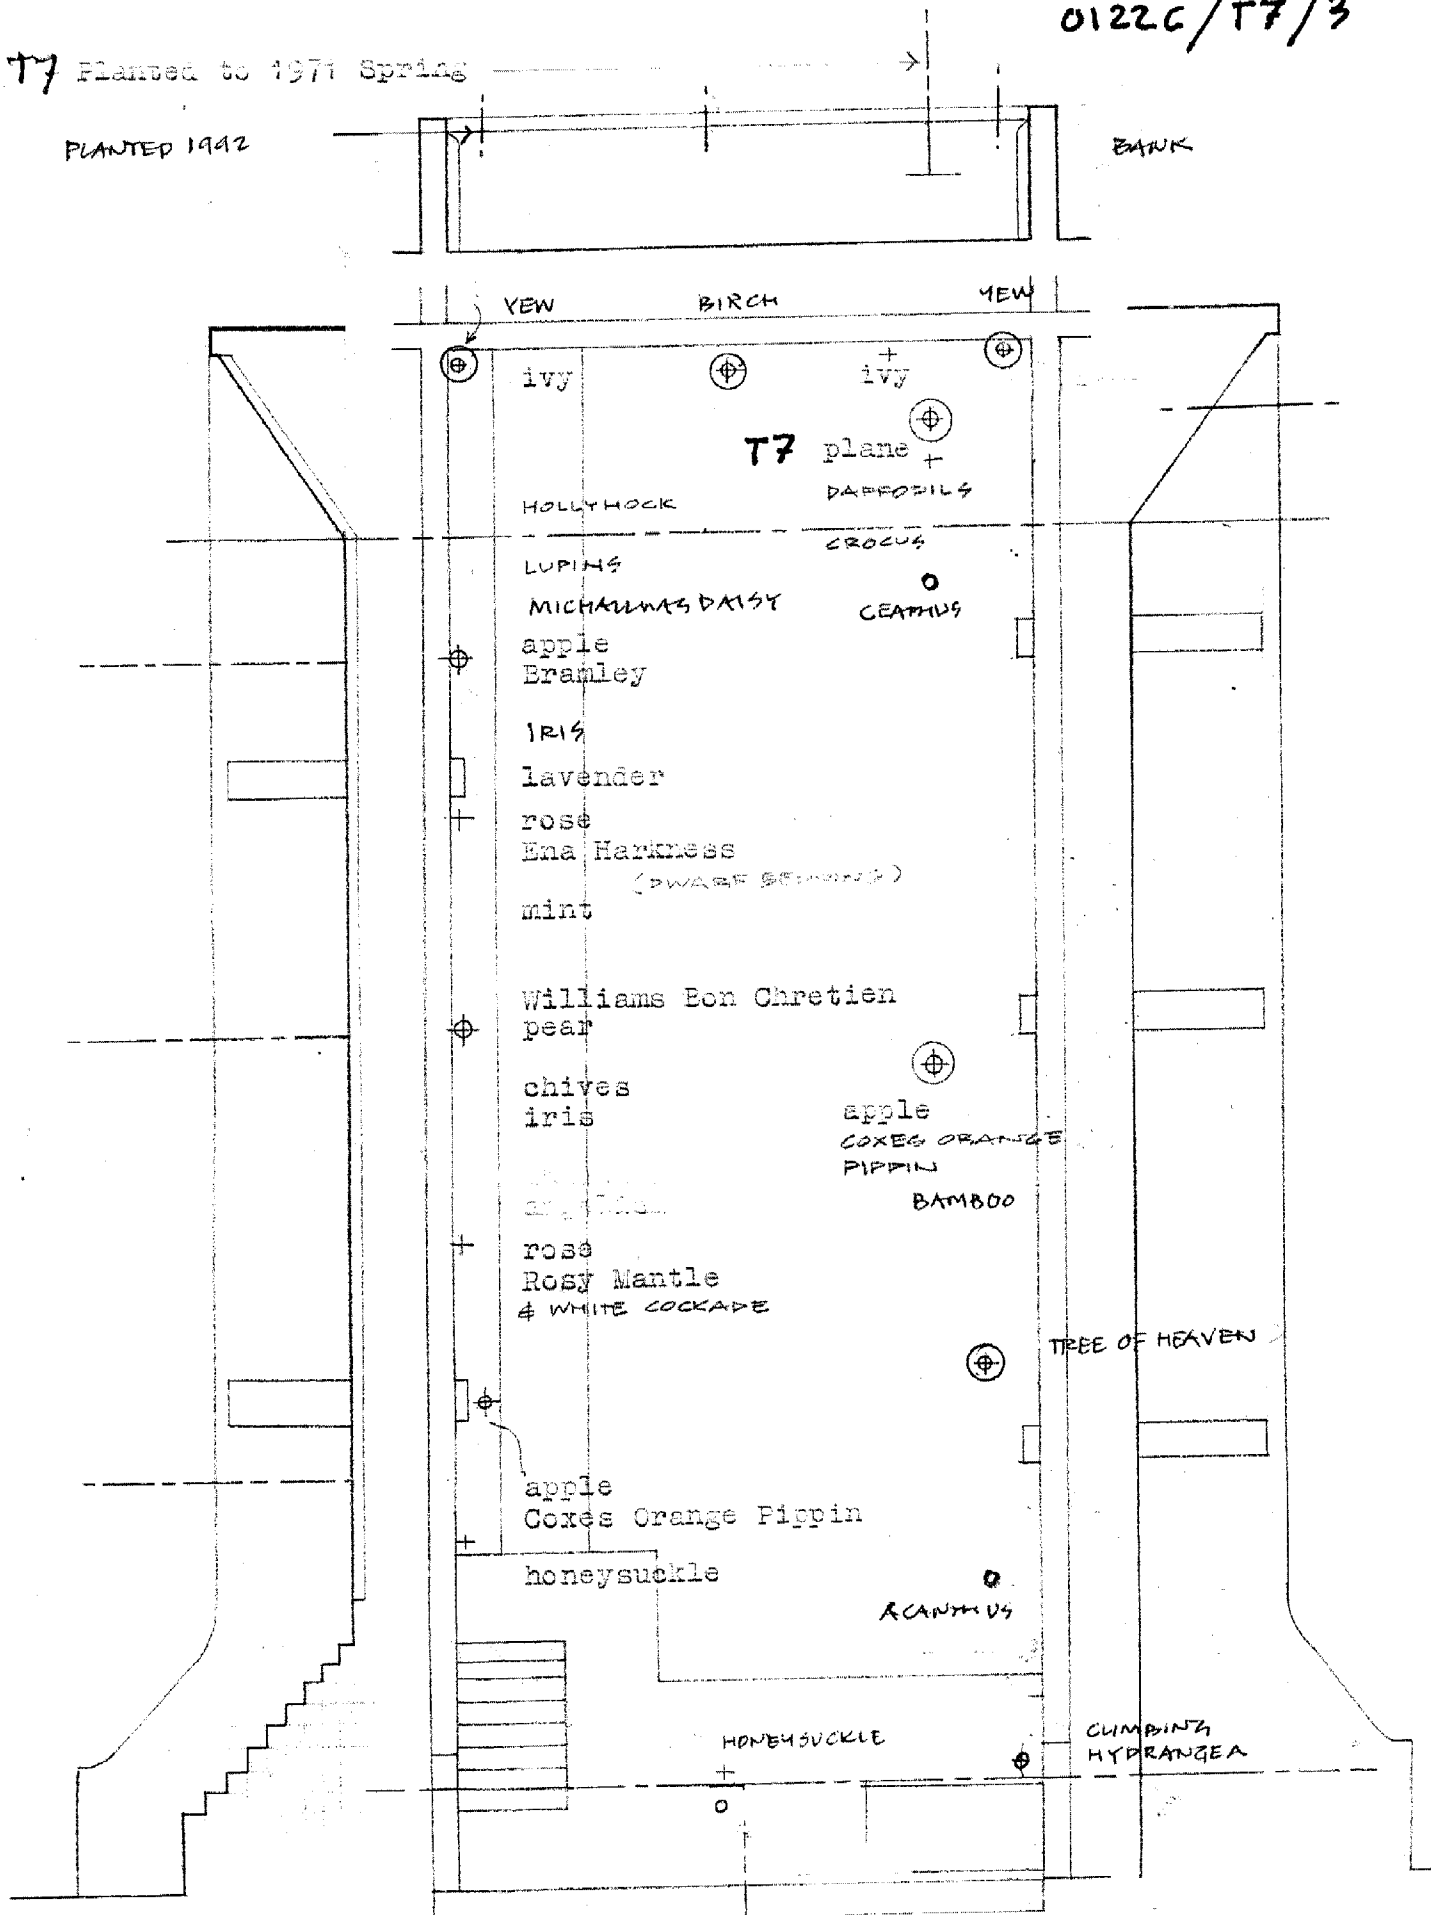 0122C/T7/3
T7 Planted to 1971 Spring
PLANTED 1992
BANK
YEW
BIRCH
YEW
ivy
ivy
T7 plane
DAFFODILS
HOLLYHOCK
CROCUS
LUPINS
MICHALLMAS DAISY
apple
Bramley
IRIS
lavender
rose
Ena Harkness
(DWARF
mint
Williams Bon Chretien
pear
chives
iris
apple
COXES ORANGE
PIPPIN
BAMBOO
rose
Rosy Mantle
& WHITE COCKADE
TREE OF HEAVEN
apple
Coxes Orange Pippin
honeysuckle
ACANTHUS
HONEYSUCKLE
CLIMBING
HYDRANGEA